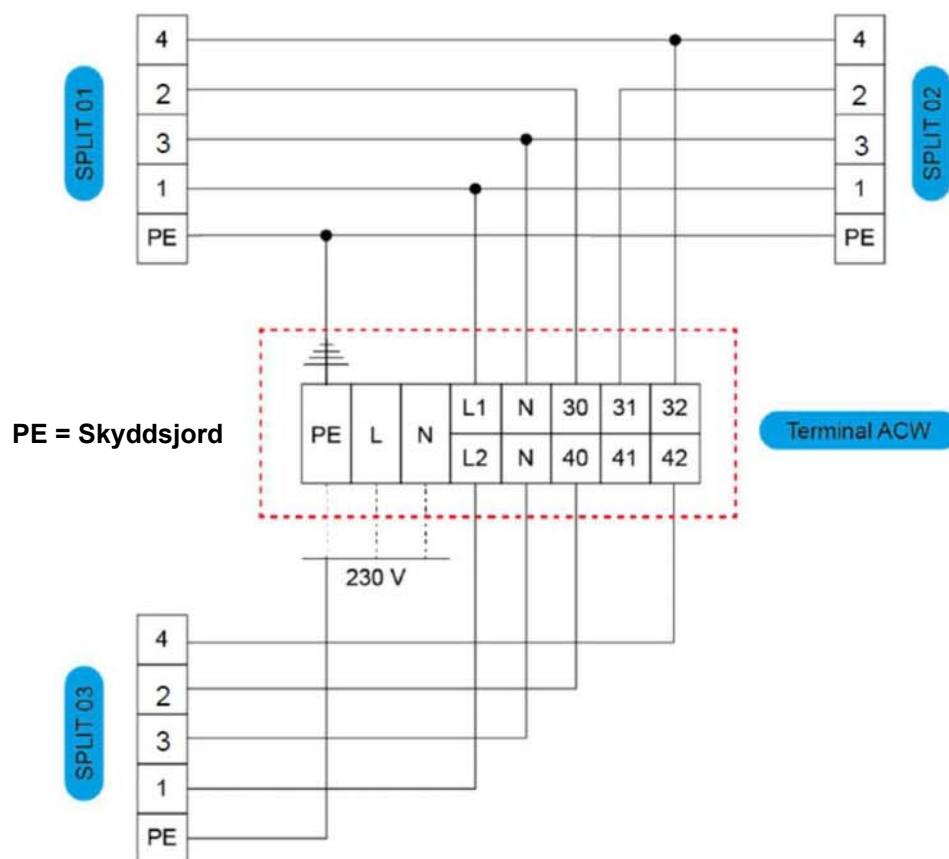 4
2
3
1
PE
SPLIT 01
4
2
3
1
PE
SPLIT 02
PE = Skyddsjord
PE L N
L1 N 30 31 32
L2 N 40 41 42
Terminal ACW
230 V
4
2
3
1
PE
SPLIT 03